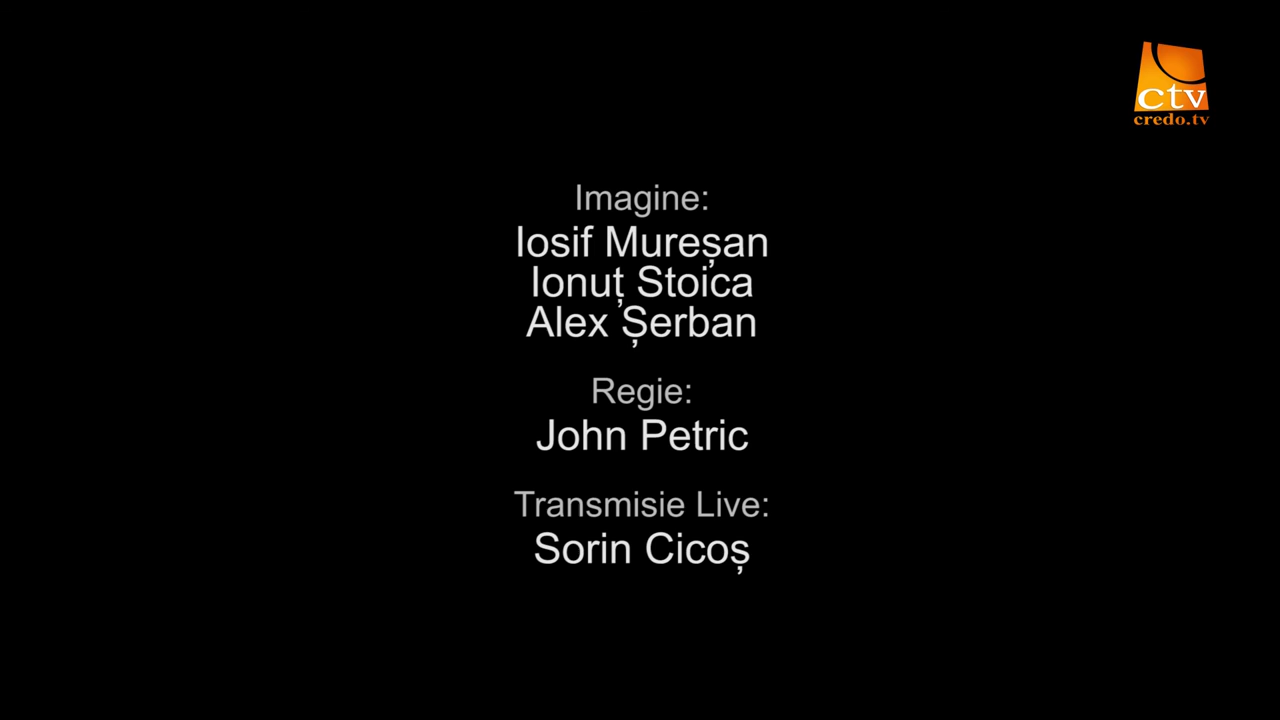 ctv
credo.tv
Imagine:
Iosif Mureșan
Ionuț Stoica
Alex Șerban
Regie:
John Petric
Transmisie Live:
Sorin Cicoș